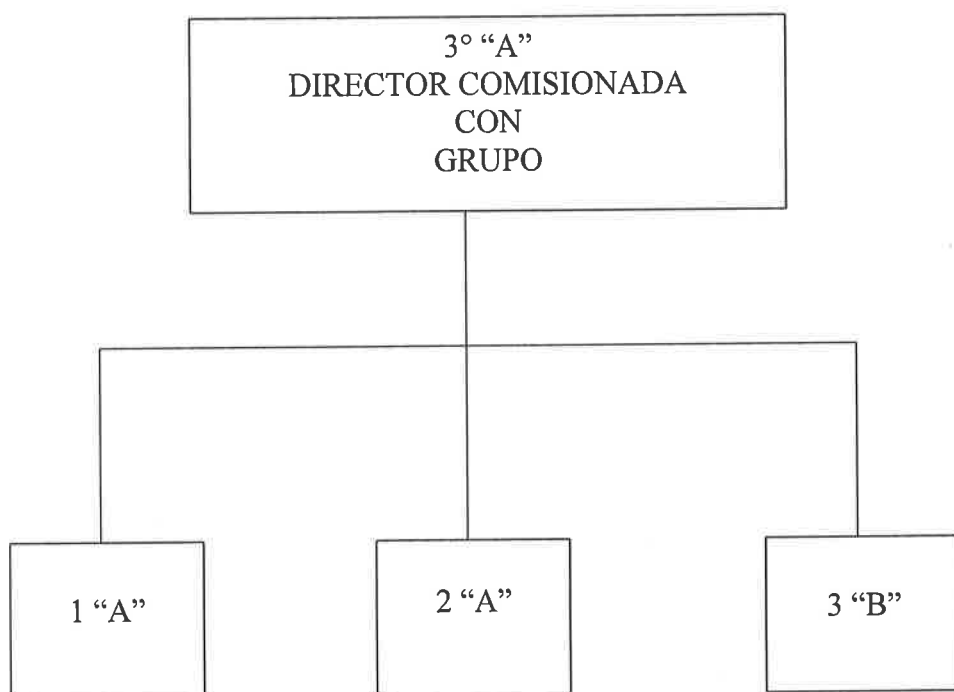 3° “A”
DIRECTOR COMISIONADA
CON
GRUPO
1 “A”
2 “A”
3 “B”